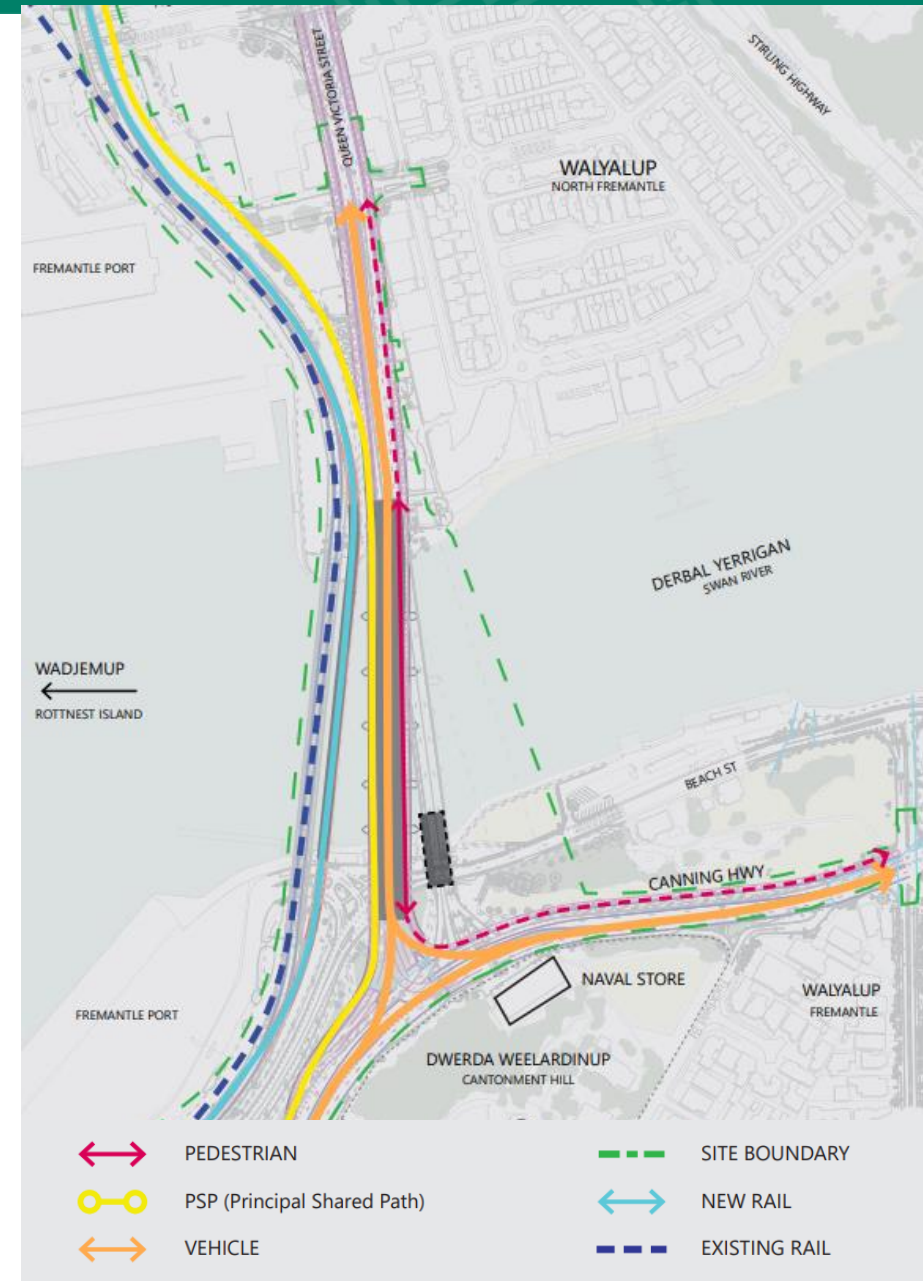 QUEEN VICTORIA STREET
STIRLING HIGHWAY
WALYALUP
NORTH FREMANTLE
FREMANTLE PORT
DERBAL YERRIGAN
SWAN RIVER
WADJEMUP
ROTTNEST ISLAND
BEACH ST
CANNING HWY
NAVAL STORE
WALYALUP
FREMANTLE
FREMANTLE PORT
DWERDA WEELARDINUP
CANTONMENT HILL
PEDESTRIAN
SITE BOUNDARY
PSP (Principal Shared Path)
NEW RAIL
VEHICLE
EXISTING RAIL